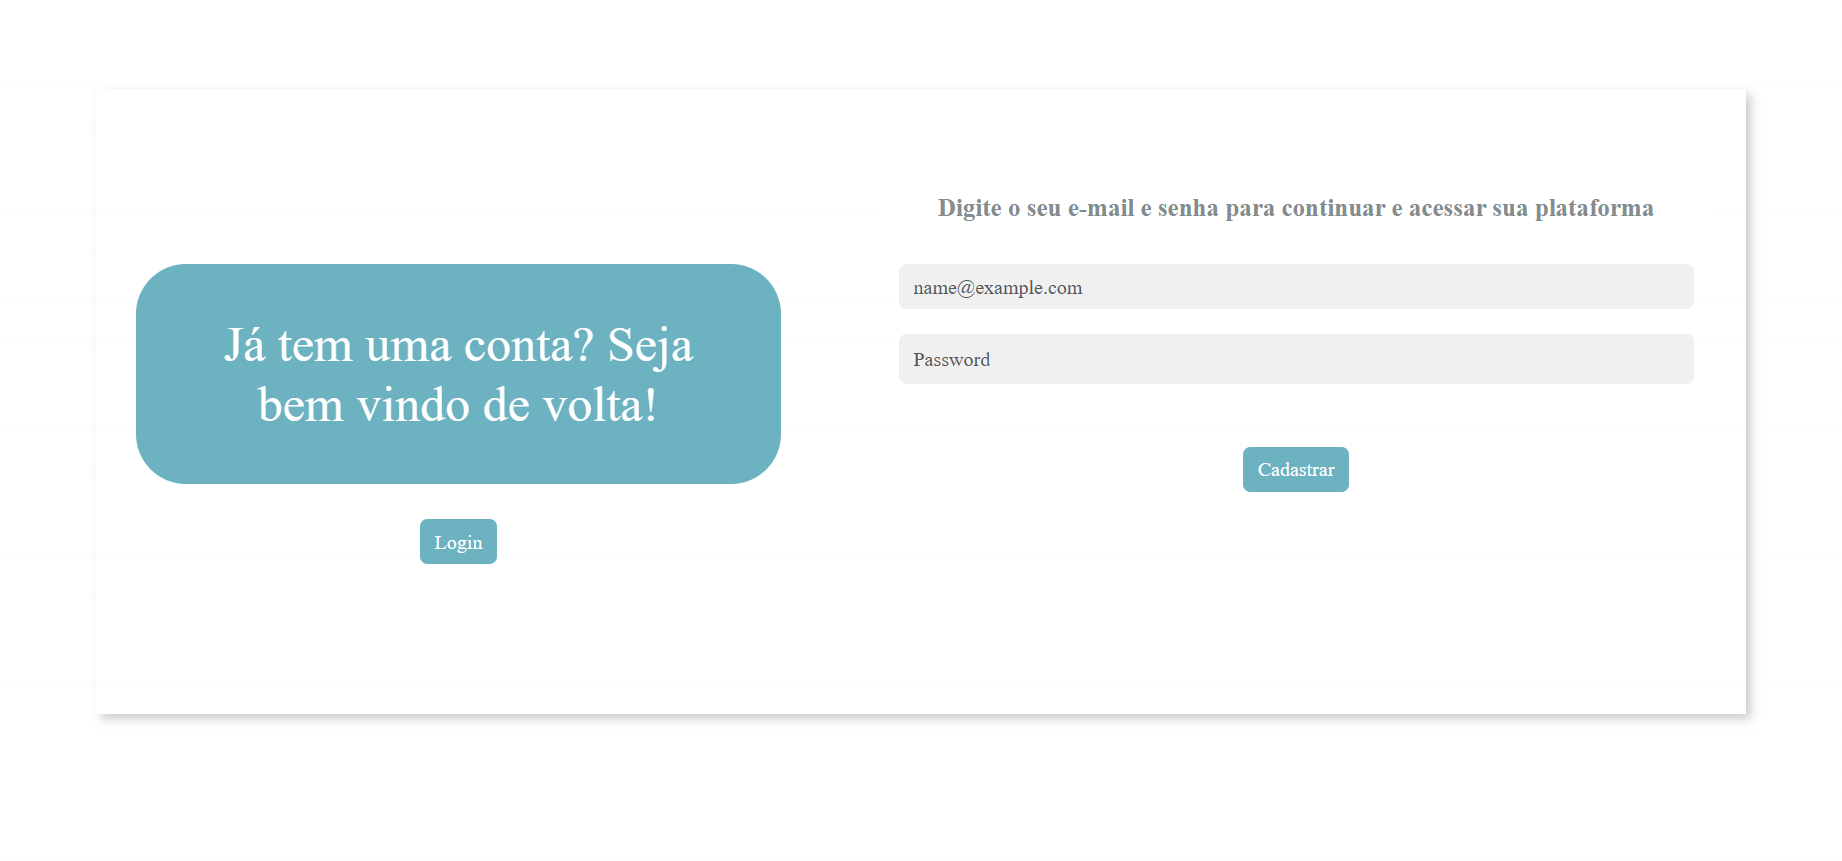 Já tem uma conta? Seja
bem vindo de volta!
Login
Digite o seu e-mail e senha para continuar e acessar sua plataforma
name@example.com
Password
Cadastrar